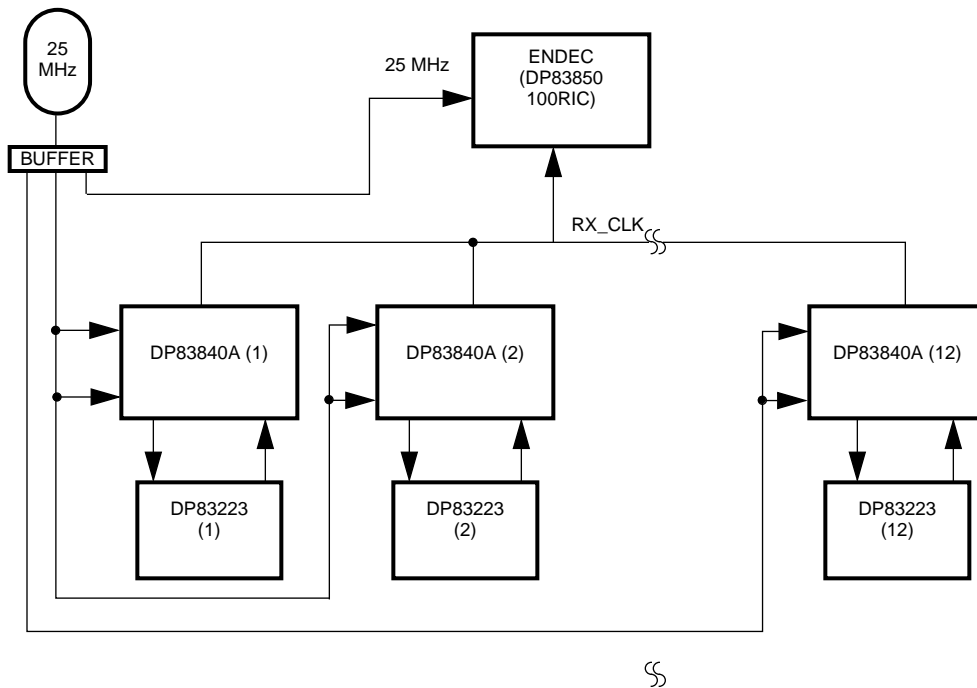 25
MHz
BUFFER
25 MHz
ENDEC
(DP83850
100RIC)
RX_CLK
DP83840A (1)
DP83840A (2)
DP83840A (12)
DP83223
(1)
DP83223
(2)
DP83223
(12)